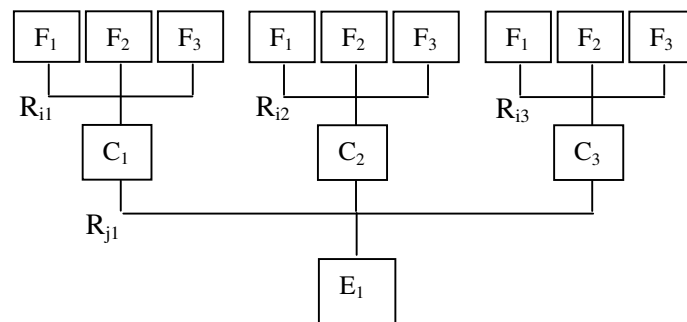 F₁ F₂ F₃ F₁ F₂ F₃ F₁ F₂ F₃
Rᵢ₁ Rᵢ₂ Rᵢ₃
C₁ C₂ C₃
Rⱼ₁
E₁